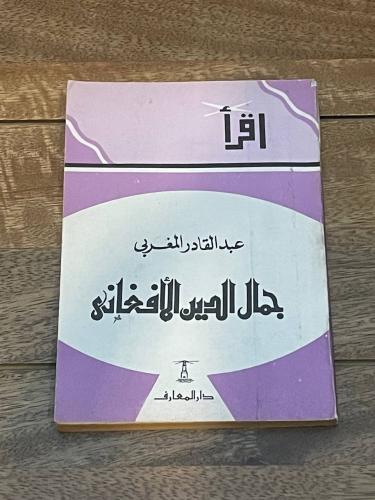 اقرأ
عبد القادر المغربي
جمال الدين الأفغاني
دار المعارف